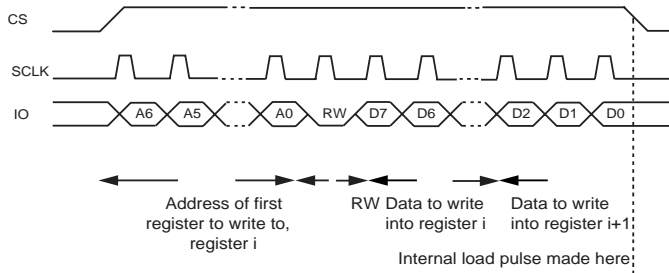 CS
SCLK
IO
A6
A5
A0
RW
D7
D6
D2
D1
D0
Address of first
register to write to,
register i
RW
Data to write
into register i
Data to write
into register i+1
Internal load pulse made here